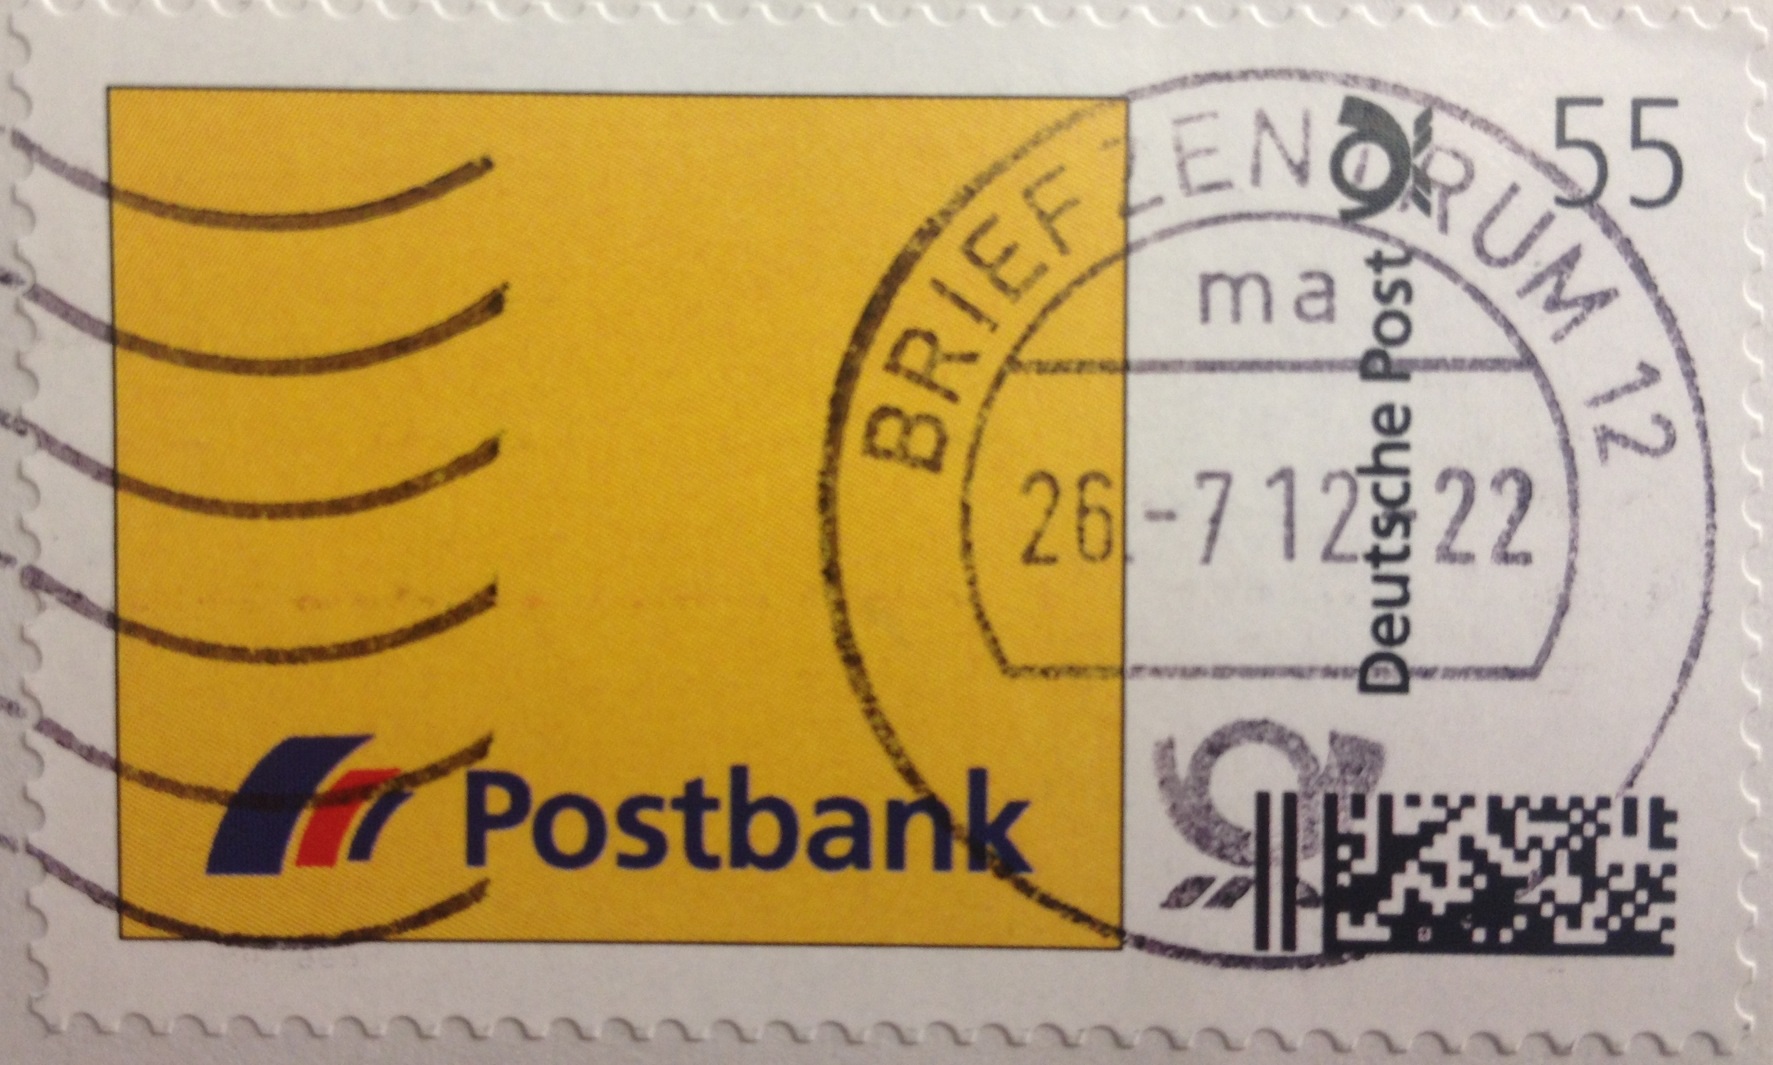 55
BRIEFZENTRUM 12
ma
26.-7 12-22
Deutsche Post
Postbank